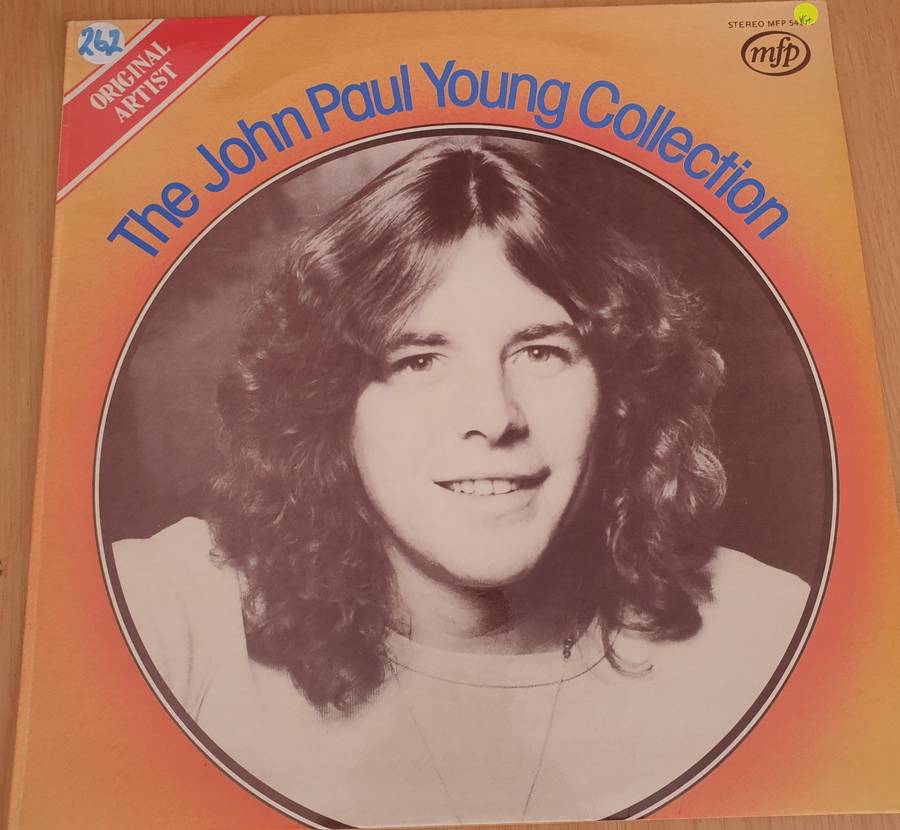 262
ORIGINAL
ARTIST
STEREO MFP
mfp
The John Paul Young Collection